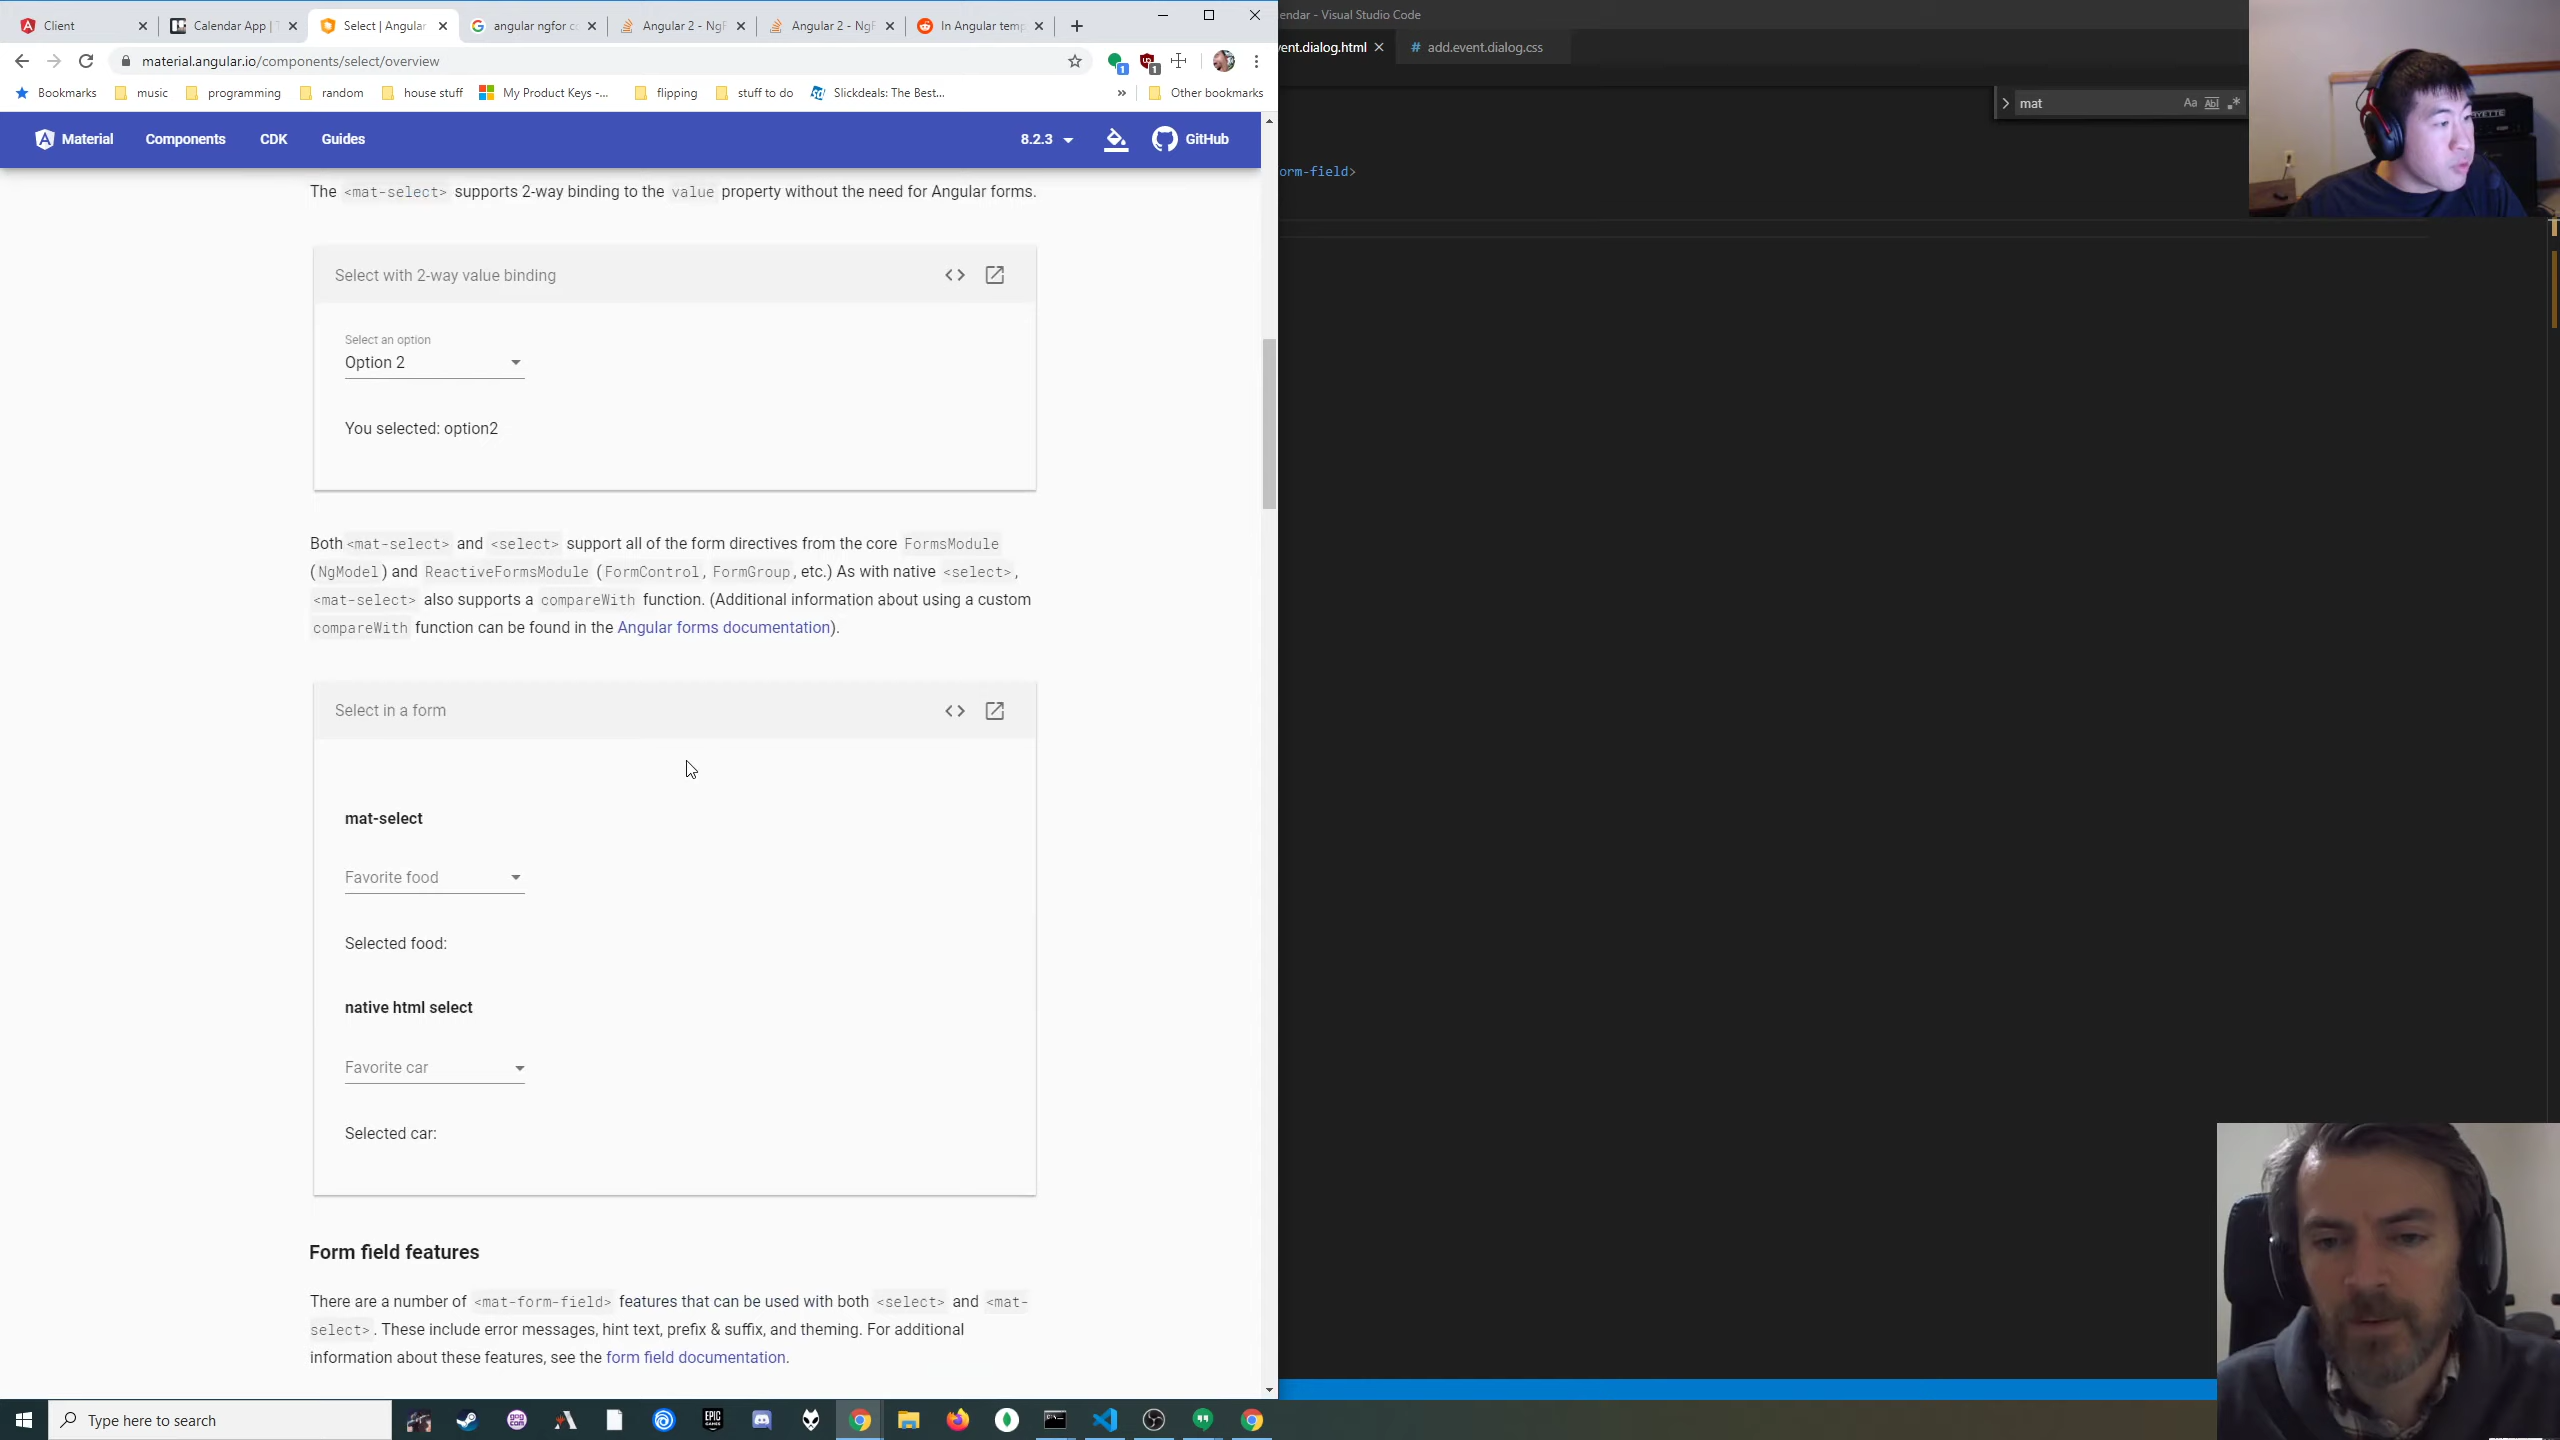 Client
Calendar App | T
Select | Angular
angular ngfor co
Angular 2 - NgF
Angular 2 - NgF
In Angular temp
material.angular.io/components/select/overview
Bookmarks
music
programming
random
house stuff
My Product Keys -...
flipping
stuff to do
Slickdeals: The Best...
»
Other bookmarks
Material
Components
CDK
Guides
8.2.3
GitHub
The <mat-select> supports 2-way binding to the value property without the need for Angular forms.
Select with 2-way value binding
Select an option
Option 2
You selected: option2
Both <mat-select> and <select> support all of the form directives from the core FormsModule
(NgModel) and ReactiveFormsModule (FormControl, FormGroup, etc.) As with native <select>,
<mat-select> also supports a compareWith function. (Additional information about using a custom
compareWith function can be found in the Angular forms documentation).
Select in a form
mat-select
Favorite food
Selected food:
native html select
Favorite car
Selected car:
Form field features
There are a number of <mat-form-field> features that can be used with both <select> and <mat-
select>. These include error messages, hint text, prefix & suffix, and theming. For additional
information about these features, see the form field documentation.
endar - Visual Studio Code
vent.dialog.html
# add.event.dialog.css
mat
Aa
Abl
orm-field>
Type here to search
EPIC
GAMES